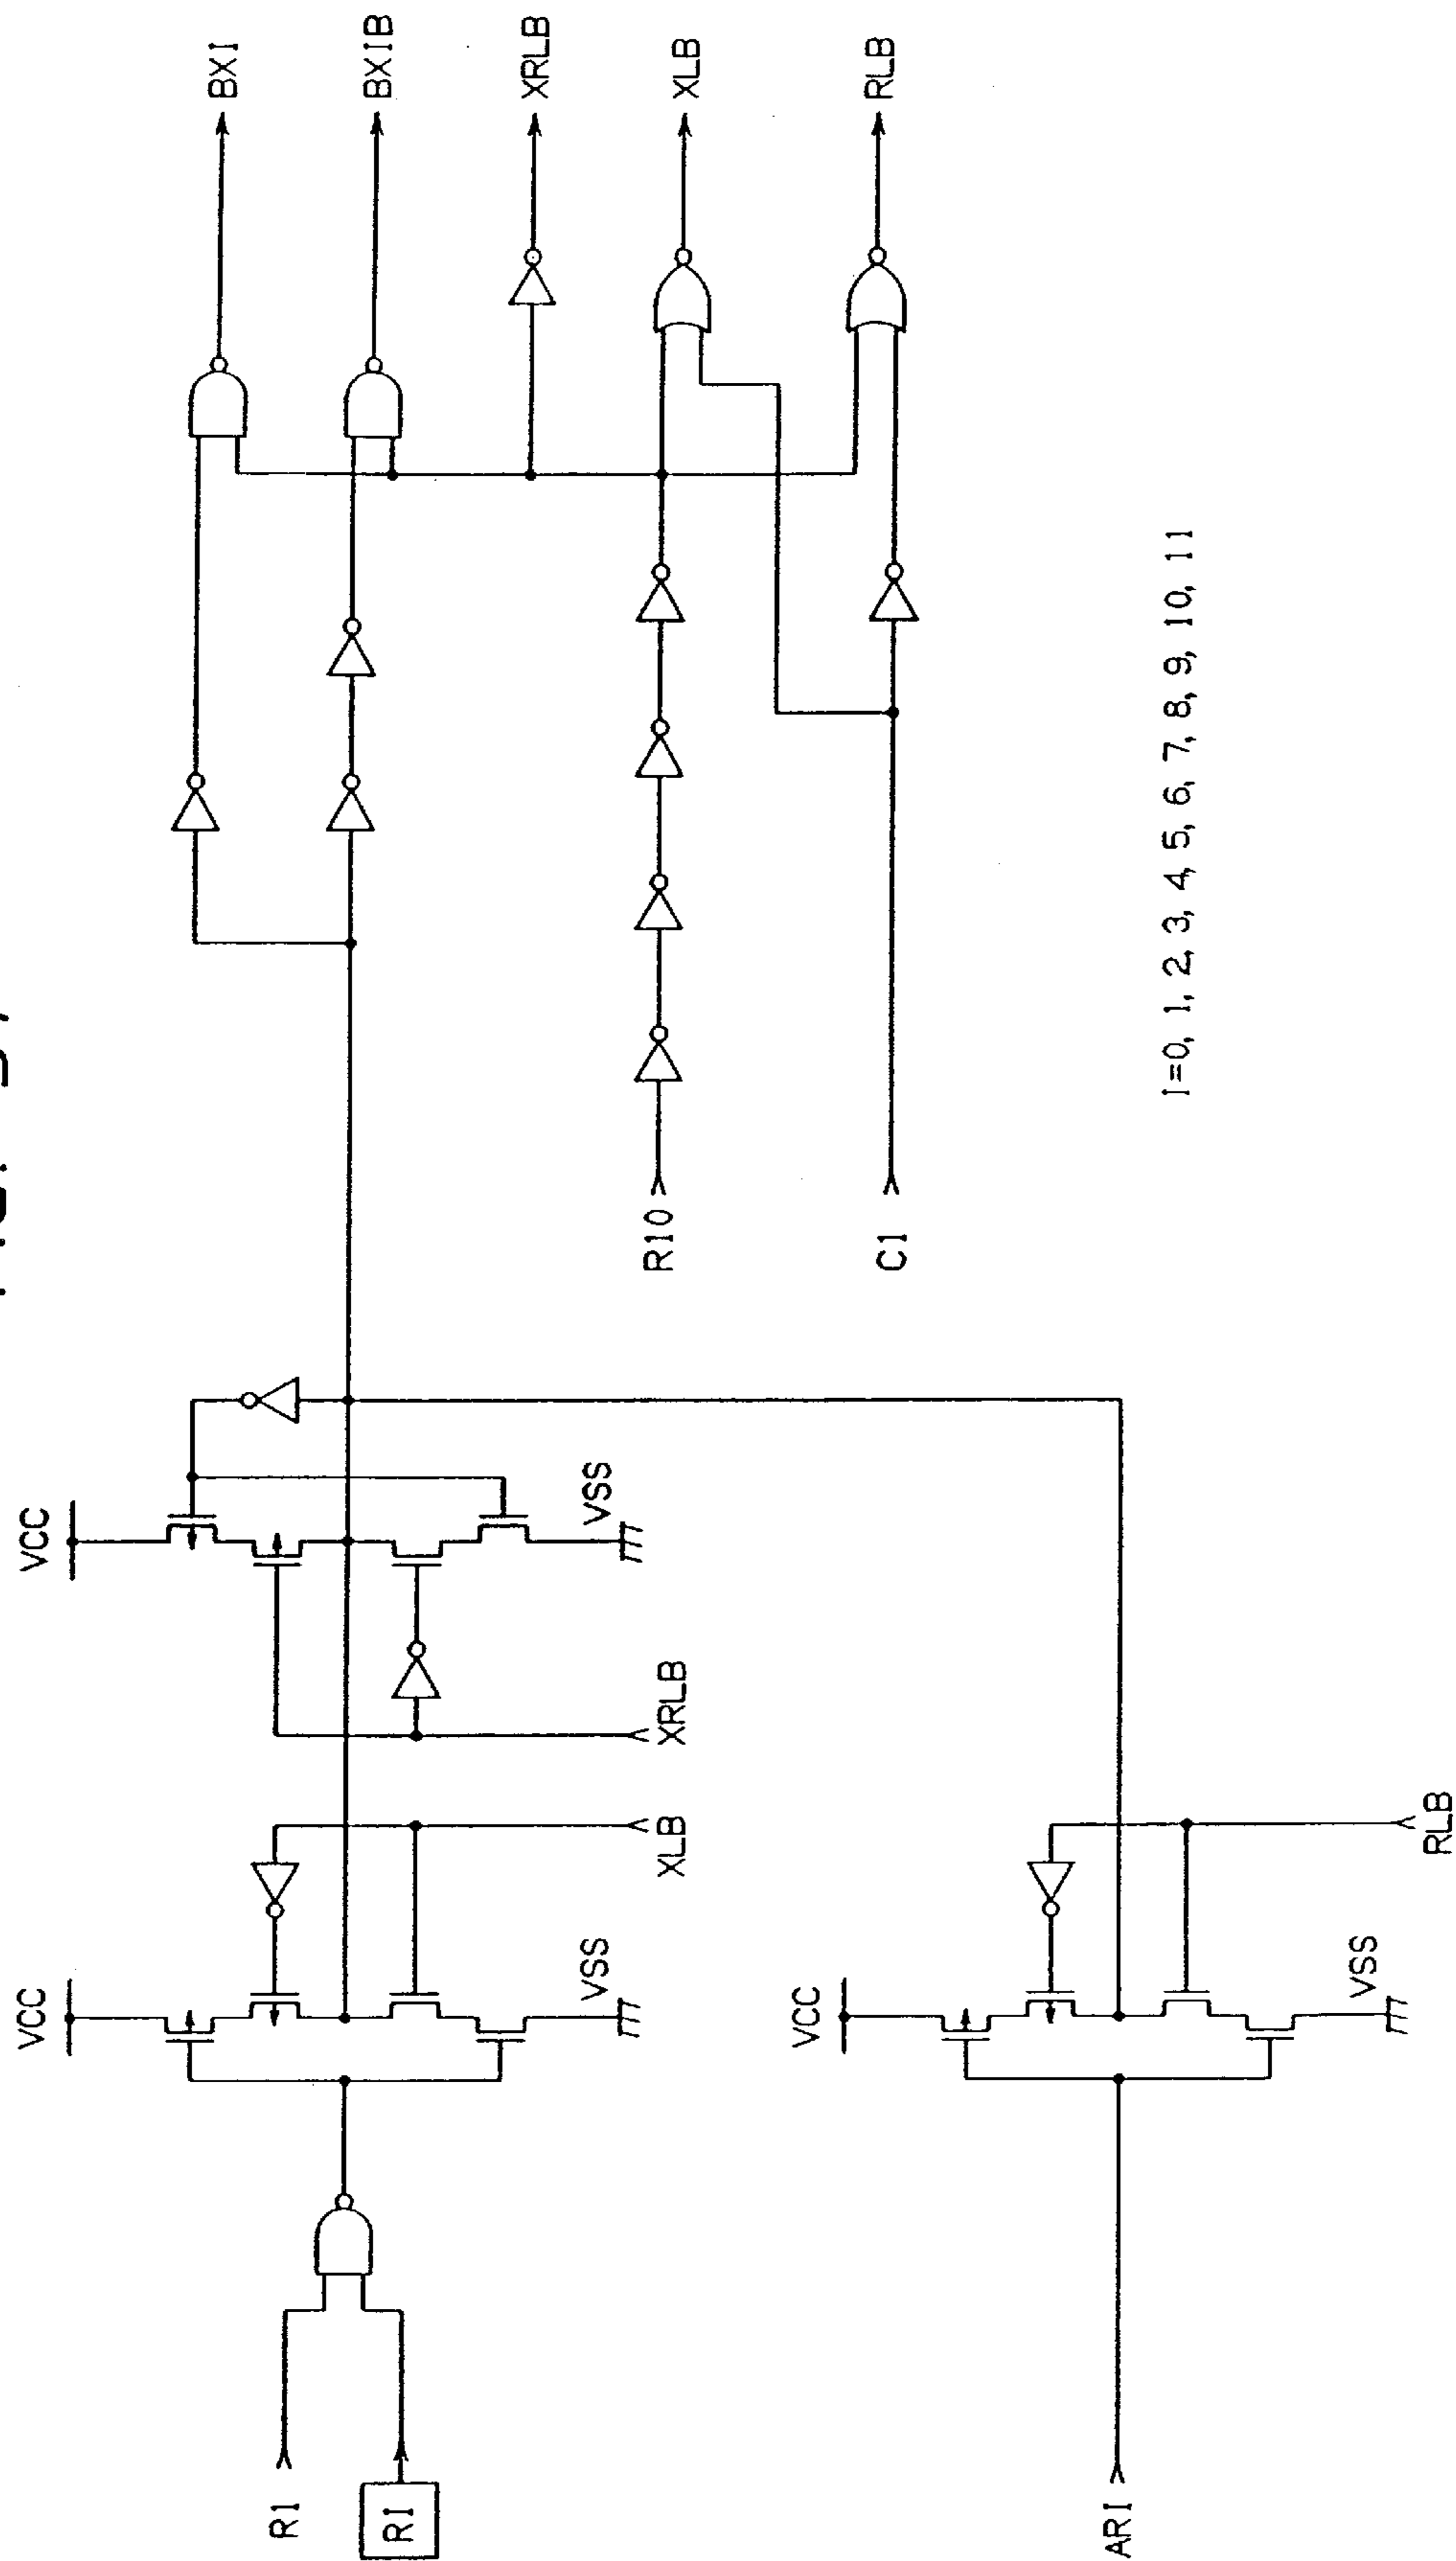 VCC
VCC
BXI
R1
BXIB
RI
XRLB
VSS
VSS
XLB
XRLB
R10
XLB
VCC
RLB
C1
ARI
I=0, 1, 2, 3, 4, 5, 6, 7, 8, 9, 10, 11
VSS
RLB